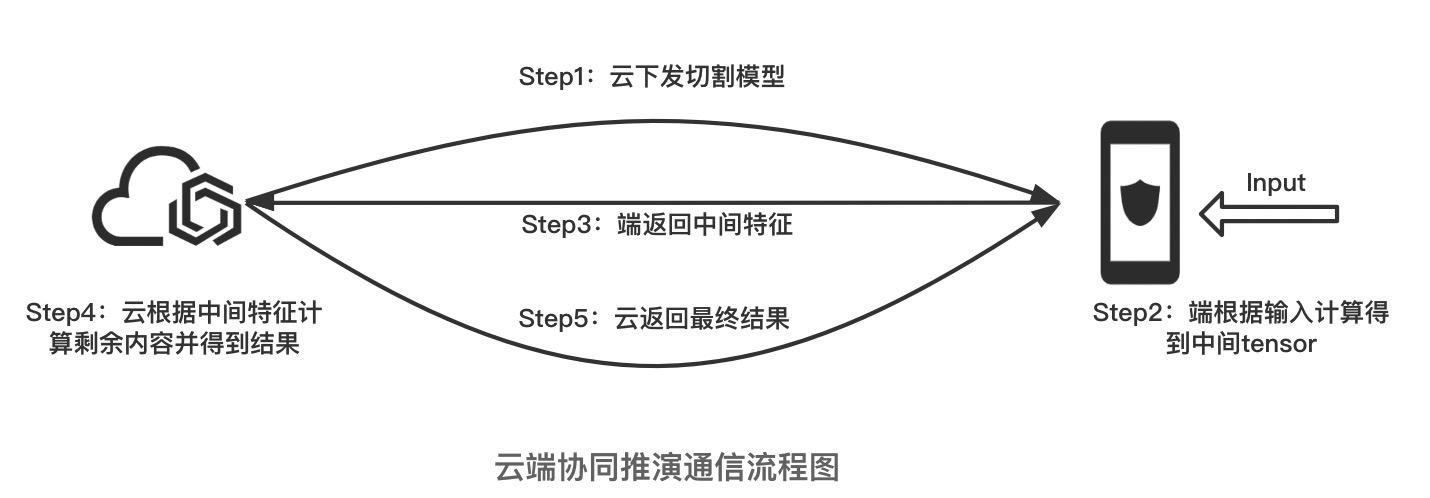 Step1：云下发切割模型
Input
Step3：端返回中间特征
Step4：云根据中间特征计
算剩余内容并得到结果
Step5：云返回最终结果
Step2：端根据输入计算得
到中间tensor
云端协同推演通信流程图